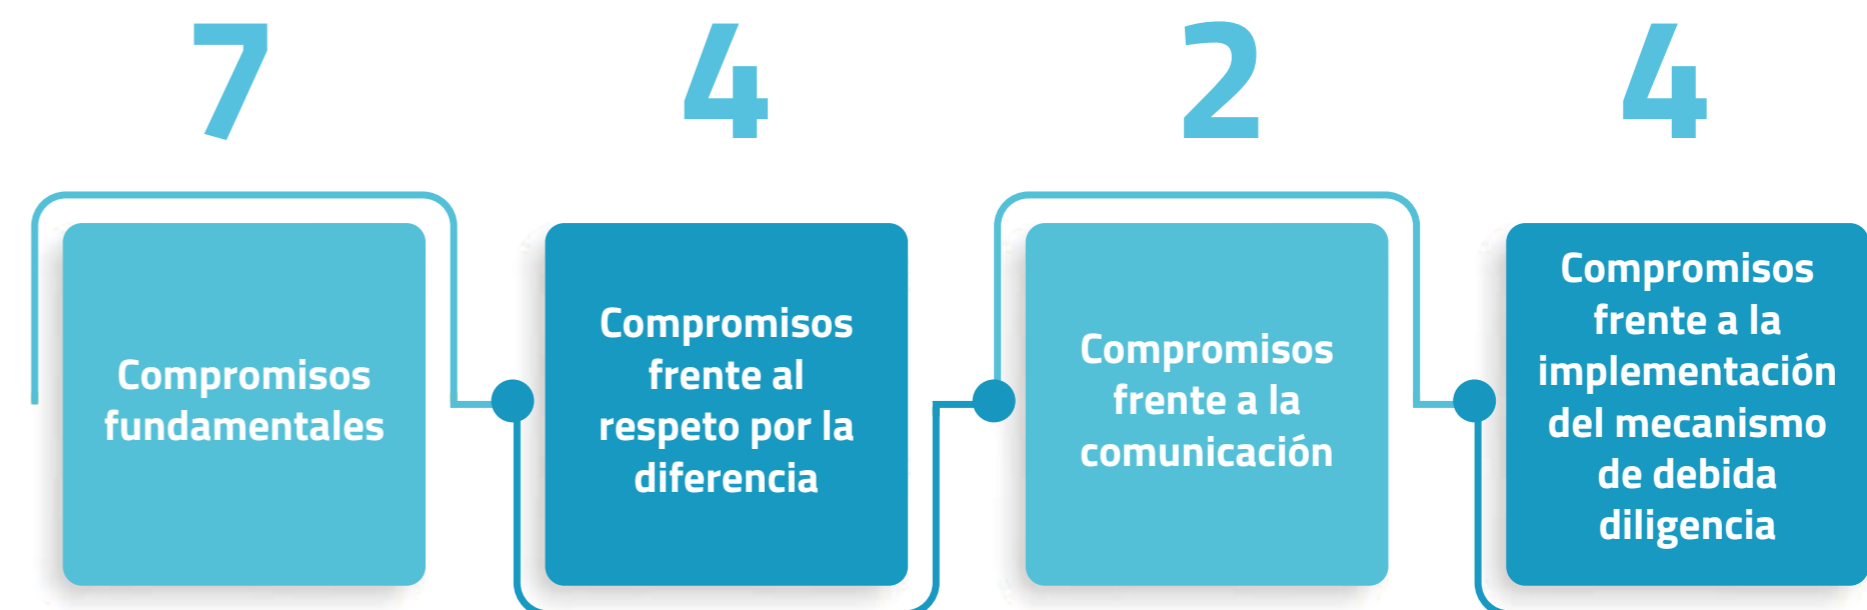 7
4
2
4
Compromisos
fundamentales
Compromisos
frente al
respeto por la
diferencia
Compromisos
frente a la
comunicación
Compromisos
frente a la
implementación
del mecanismo
de debida
diligencia